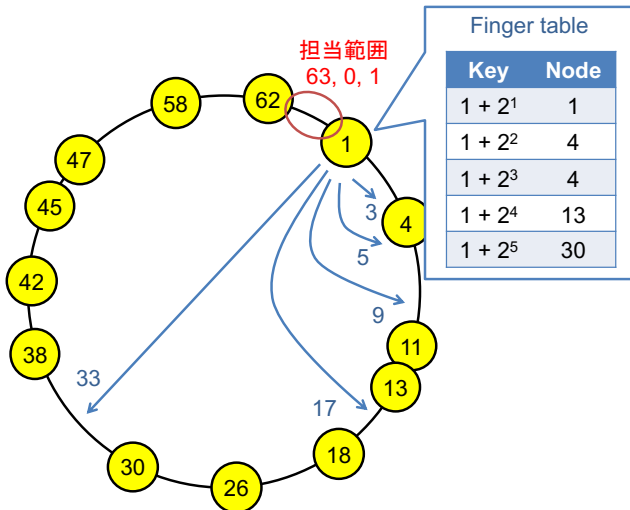 Finger table
Key Node
1 + 2¹ 1
1 + 2² 4
1 + 2³ 4
1 + 2⁴ 13
1 + 2⁵ 30
担当範囲
63, 0, 1
62
58
1
47
3
45
4
5
42
9
11
38
33
13
17
18
30
26